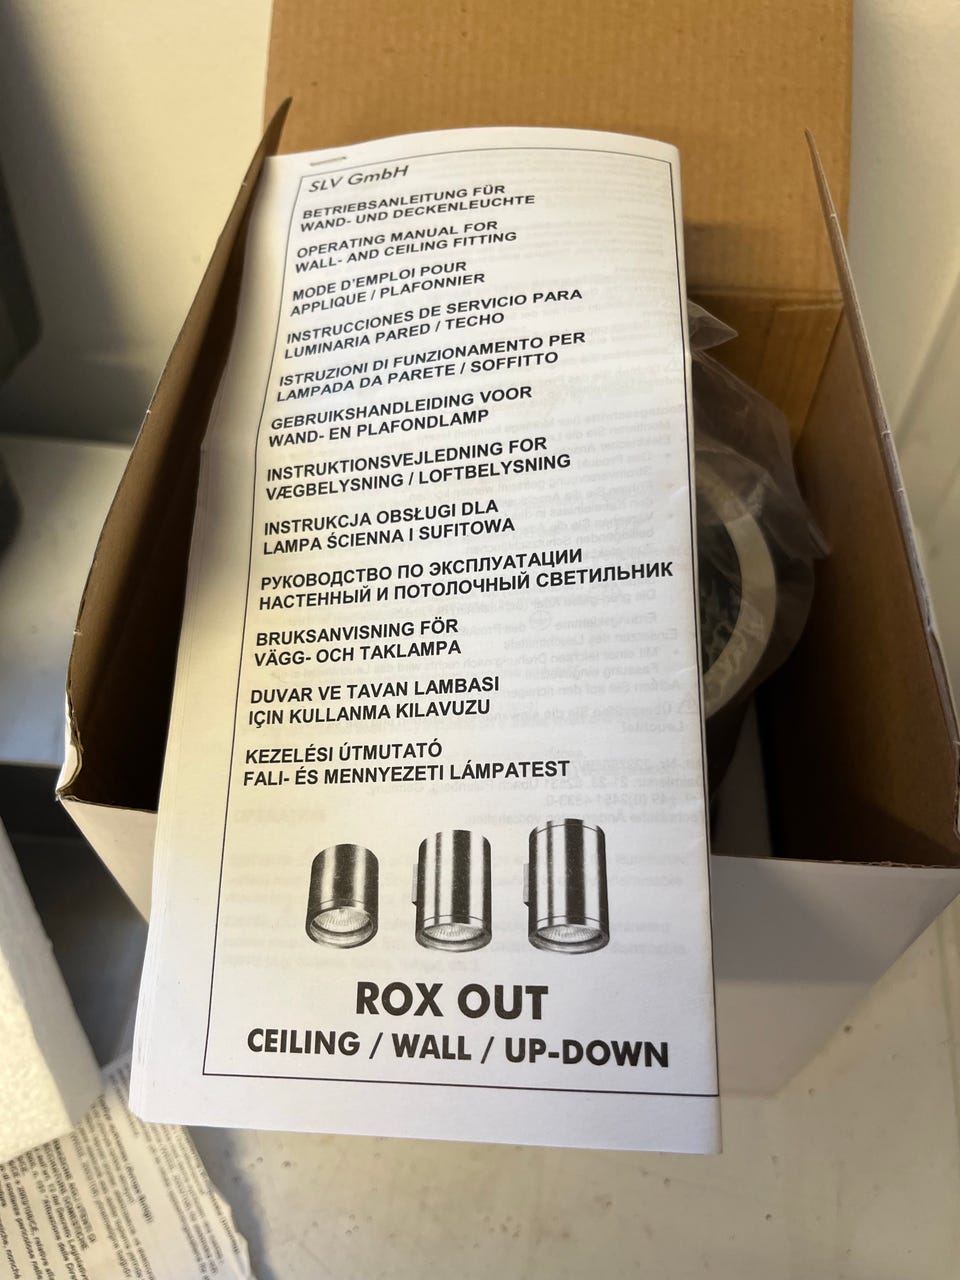 SLV GmbH
BETRIEBSANLEITUNG FÜR
WAND- UND DECKENLEUCHTE
OPERATING MANUAL FOR
WALL- AND CEILING FITTING
MODE D'EMPLOI POUR
APPLIQUE / PLAFONNIER
INSTRUCCIONES DE SERVICIO PARA
LUMINARIA PARED / TECHO
ISTRUZIONI DI FUNZIONAMENTO PER
LAMPADA DA PARETE / SOFFITTO
GEBRUIKSHANDLEIDING VOOR
WAND- EN PLAFONDLAMP
INSTRUKTIONSVEJLEDNING FOR
VÆGBELYSNING / LOFTBELYSNING
INSTRUKCJA OBSŁUGI DLA
LAMPA ŚCIENNA I SUFITOWA
РУКОВОДСТВО ПО ЭКСПЛУАТАЦИИ
НАСТЕННЫЙ И ПОТОЛОЧНЫЙ СВЕТИЛЬНИК
BRUKSANVISNING FÖR
VÄGG- OCH TAKLAMPA
DUVAR VE TAVAN LAMBASI
IÇIN KULLANMA KILAVUZU
KEZELÉSI ÚTMUTATÓ
FALI- ÉS MENNYEZETI LÁMPATEST
ROX OUT
CEILING / WALL / UP-DOWN